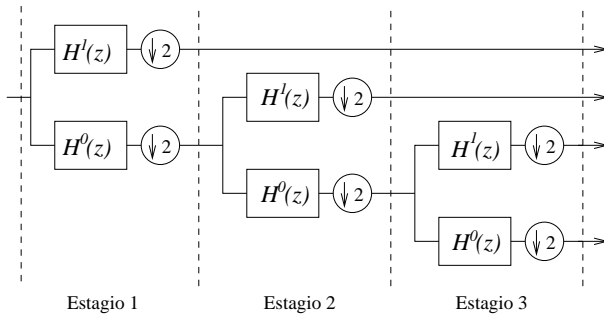 H¹(z) ↓ 2
H¹(z) ↓ 2
H⁰(z) ↓ 2
H¹(z) ↓ 2
H⁰(z) ↓ 2
H⁰(z) ↓ 2
Estagio 1 Estagio 2 Estagio 3